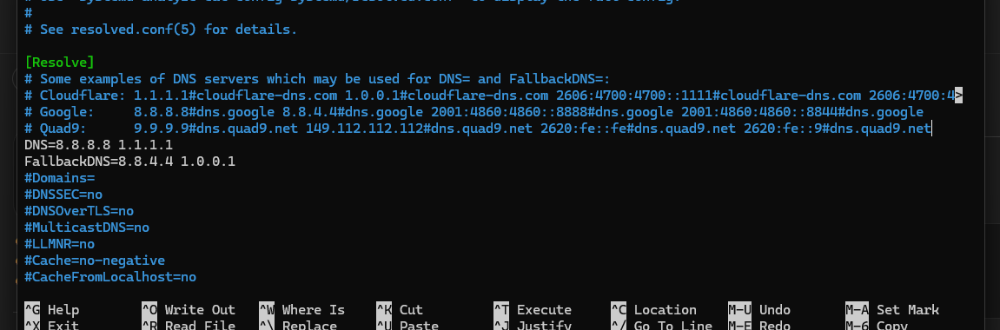 #
# See resolved.conf(5) for details.
[Resolve]
# Some examples of DNS servers which may be used for DNS= and FallbackDNS=:
# Cloudflare: 1.1.1.1#cloudflare-dns.com 1.0.0.1#cloudflare-dns.com 2606:4700:4700::1111#cloudflare-dns.com 2606:4700:4>
# Google:     8.8.8.8#dns.google 8.8.4.4#dns.google 2001:4860:4860::8888#dns.google 2001:4860:4860::8844#dns.google
# Quad9:      9.9.9.9#dns.quad9.net 149.112.112.112#dns.quad9.net 2620:fe::fe#dns.quad9.net 2620:fe::9#dns.quad9.net
DNS=8.8.8.8 1.1.1.1
FallbackDNS=8.8.4.4 1.0.0.1
#Domains=
#DNSSEC=no
#DNSOverTLS=no
#MulticastDNS=no
#LLMNR=no
#Cache=no-negative
#CacheFromLocalhost=no
^G Help ^O Write Out ^W Where Is ^K Cut ^T Execute ^C Location M-U Undo M-A Set Mark
^X Exit ^R Read File ^\ Replace ^U Paste ^J Justify ^/ Go To Line M-E Redo M-6 Copy